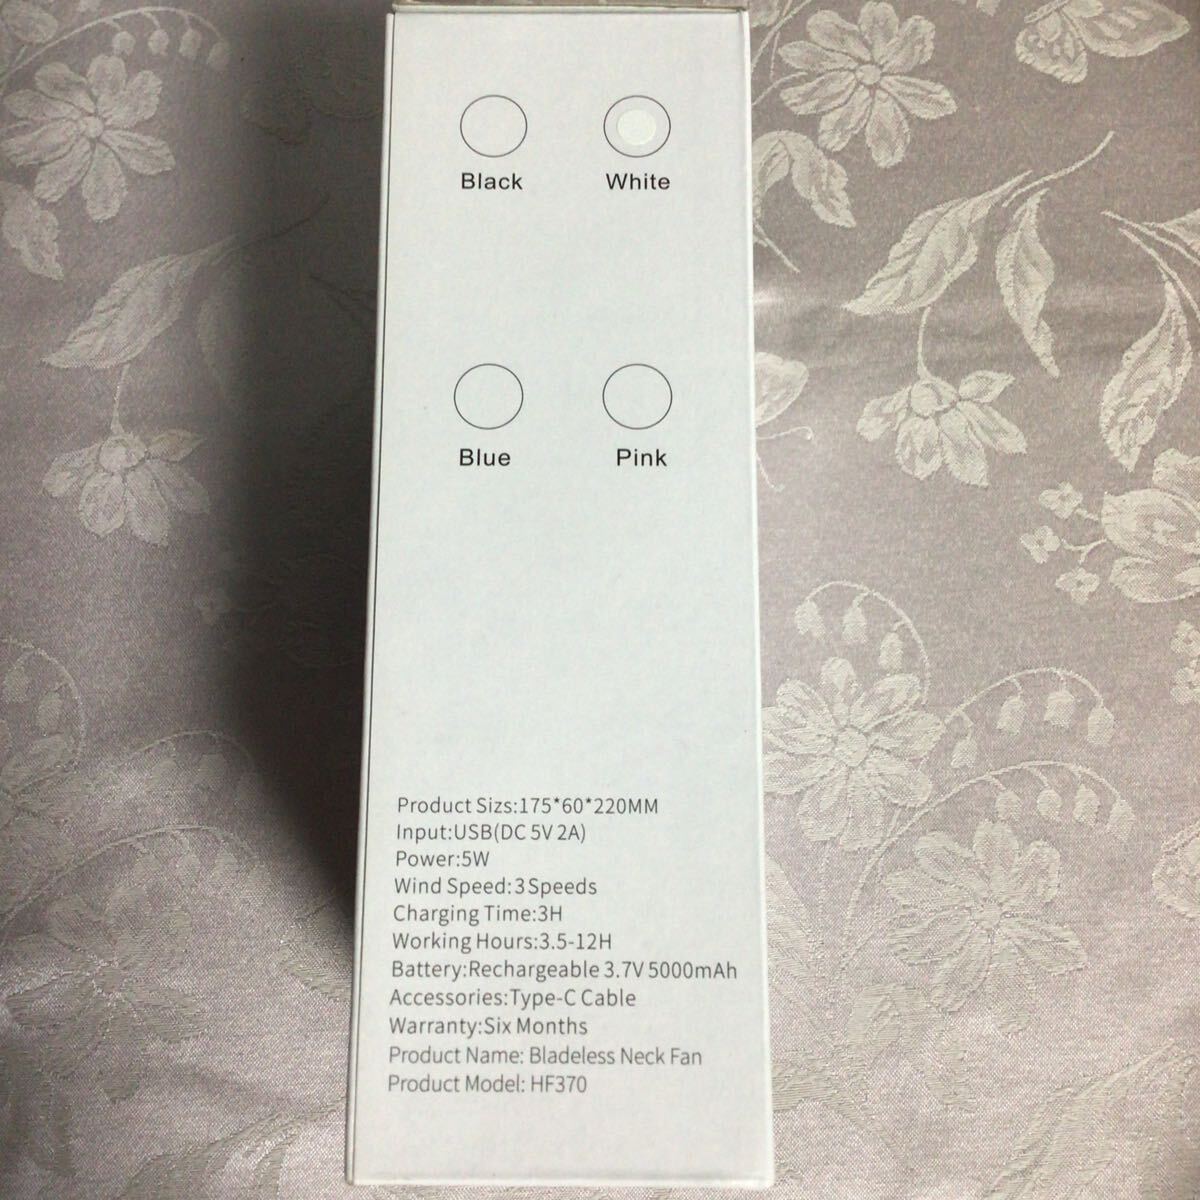 Black White
Blue Pink
Product Sizs:175*60*220MM
Input:USB(DC 5V 2A)
Power:5W
Wind Speed:3Speeds
Charging Time:3H
Working Hours:3.5-12H
Battery:Rechargeable 3.7V 5000mAh
Accessories:Type-C Cable
Warranty:Six Months
Product Name: Bladeless Neck Fan
Product Model: HF370